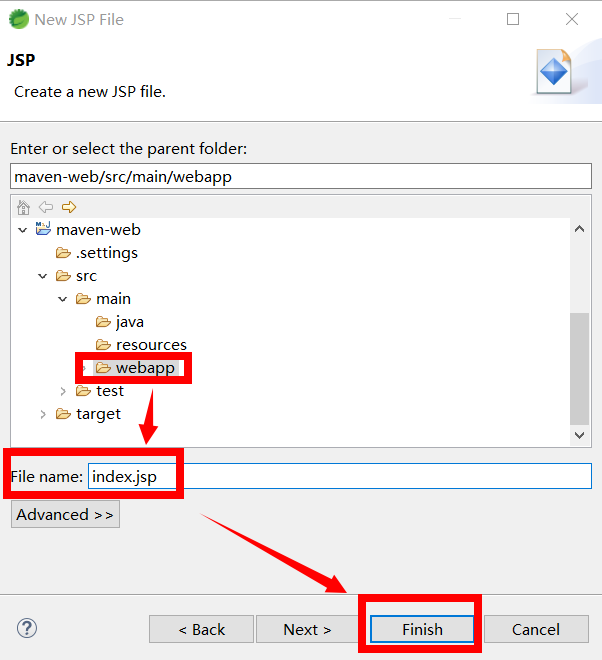 New JSP File
JSP
Create a new JSP file.
Enter or select the parent folder:
maven-web/src/main/webapp
maven-web
.settings
src
main
java
resources
webapp
test
target
File name: index.jsp
Advanced >>
< Back Next > Finish Cancel